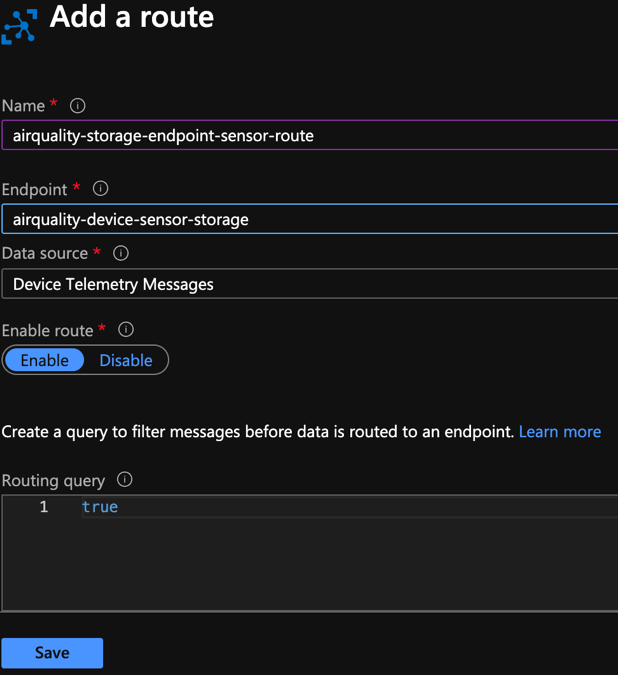 Add a route
Name *
airquality-storage-endpoint-sensor-route
Endpoint *
airquality-device-sensor-storage
Data source *
Device Telemetry Messages
Enable route *
Enable Disable
Create a query to filter messages before data is routed to an endpoint. Learn more
Routing query
1 true
Save